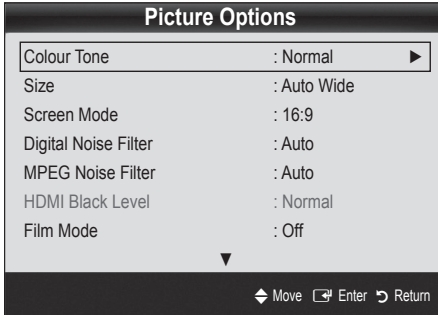 Picture Options
Colour Tone : Normal ►
Size : Auto Wide
Screen Mode : 16:9
Digital Noise Filter : Auto
MPEG Noise Filter : Auto
HDMI Black Level : Normal
Film Mode : Off
▼
Move Enter Return